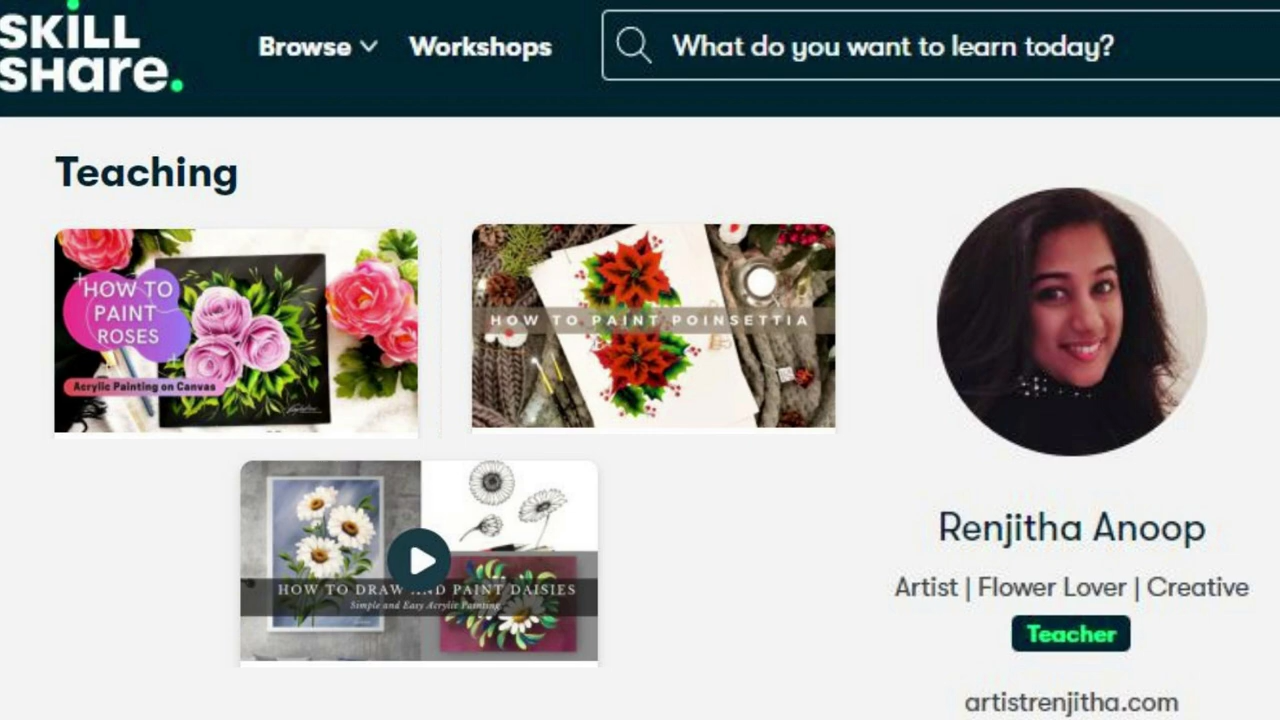 SKILL
SHare.
Browse
Workshops
What do you want to learn today?
Teaching
HOW TO
PAINT
ROSES
Acrylic Painting on Canvas
HOW TO PAINT POINSETTIA
HOW TO DRAW AND PAINT DAISIES
Simple and Easy Acrylic Painting
Renjitha Anoop
Artist | Flower Lover | Creative
Teacher
artistrenjitha.com